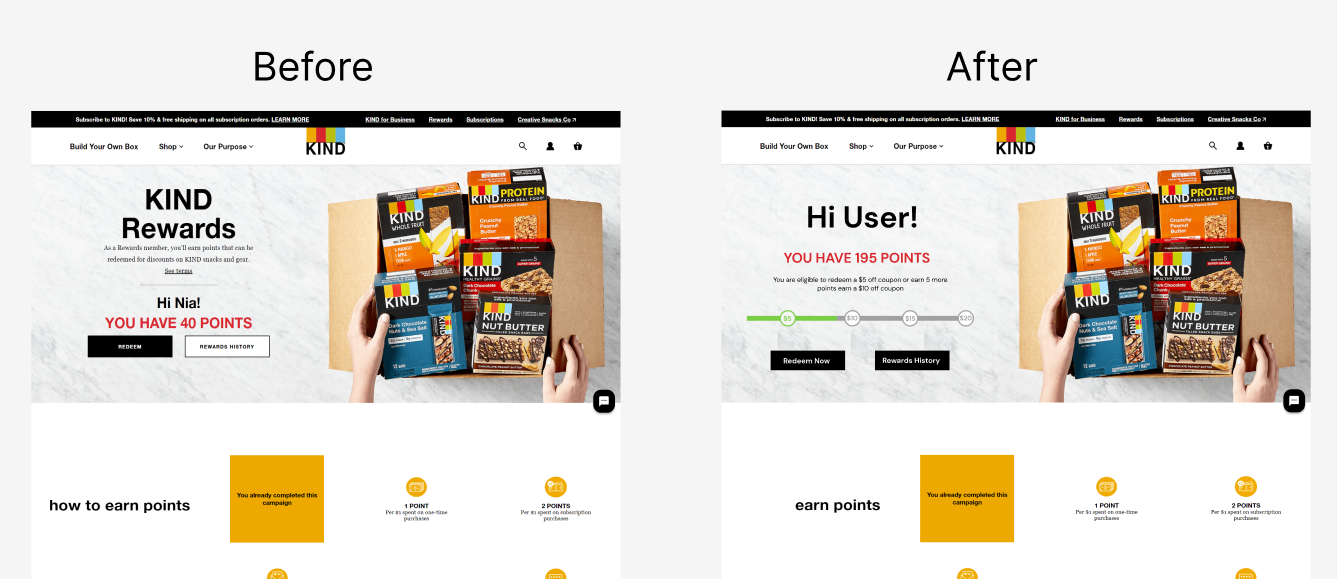 Before
After
Subscribe to KIND! Save 10% & free shipping on all subscription orders. LEARN MORE
KIND for Business
Rewards
Subscriptions
Creative Snacks Co
Build Your Own Box
Shop
Our Purpose
KIND
KIND
Rewards
As a Rewards member, you'll earn points that can be
redeemed for discounts on KIND snacks and gear.
See terms
Hi Nia!
YOU HAVE 40 POINTS
REDEEM
REWARDS HISTORY
KIND
WHOLE FRUIT
KIND PROTEIN
FROM REAL FOOD
Crunchy
Peanut
Butter
KIND
HEALTHY GRAINS
Dark Chocolate
Chunk
KIND
Dark Chocolate
Nuts & Sea Salt
KIND
NUT BUTTER
how to earn points
You already completed this
campaign
1 POINT
Per $1 spent on one-time
purchases
2 POINTS
Per $1 spent on subscription
purchases
Subscribe to KIND! Save 10% & free shipping on all subscription orders. LEARN MORE
KIND for Business
Rewards
Subscriptions
Creative Snacks Co
Build Your Own Box
Shop
Our Purpose
KIND
Hi User!
YOU HAVE 195 POINTS
You are eligible to redeem a $5 off coupon or earn 5 more
points earn a $10 off coupon
$5
$10
$15
$20
Redeem Now
Rewards History
KIND
WHOLE FRUIT
KIND PROTEIN
FROM REAL FOOD
Crunchy
Peanut
Butter
KIND
HEALTHY GRAINS
Dark Chocolate
Chunk
KIND
Dark Chocolate
Nuts & Sea Salt
KIND
NUT BUTTER
earn points
You already completed this
campaign
1 POINT
Per $1 spent on one-time
purchases
2 POINTS
Per $1 spent on subscription
purchases